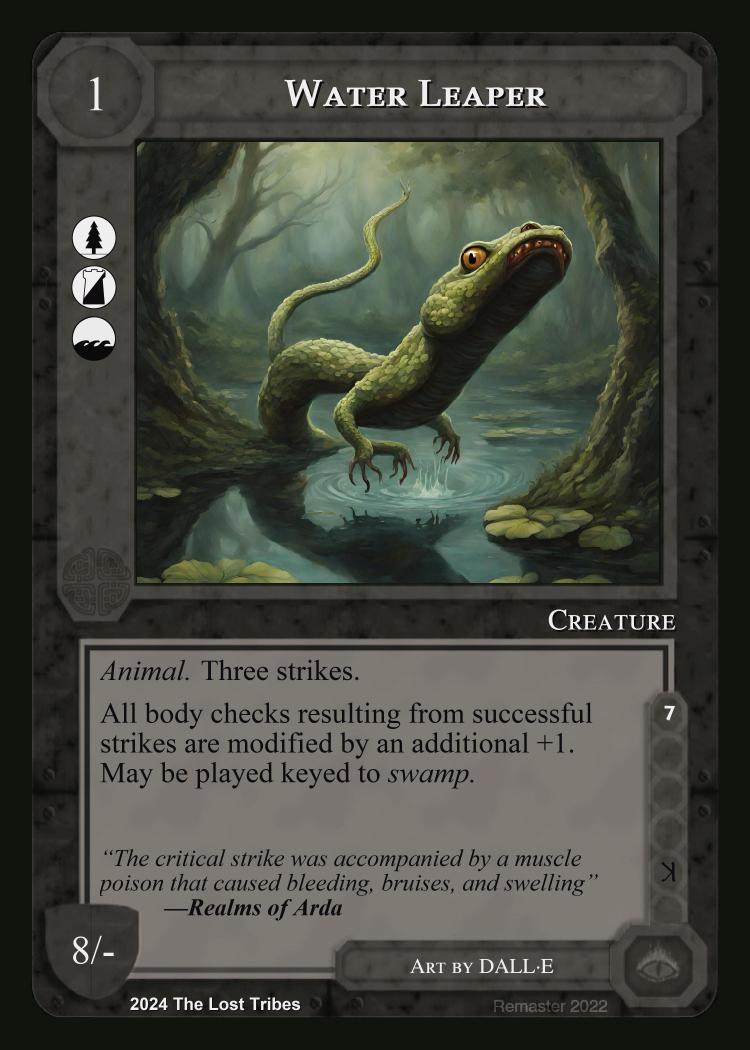 1
WATER LEAPER
CREATURE
Animal. Three strikes.
All body checks resulting from successful
strikes are modified by an additional +1.
May be played keyed to swamp.
7
“The critical strike was accompanied by a muscle
poison that caused bleeding, bruises, and swelling”
—Realms of Arda
8/-
ART BY DALL·E
2024 The Lost Tribes
Remaster 2022